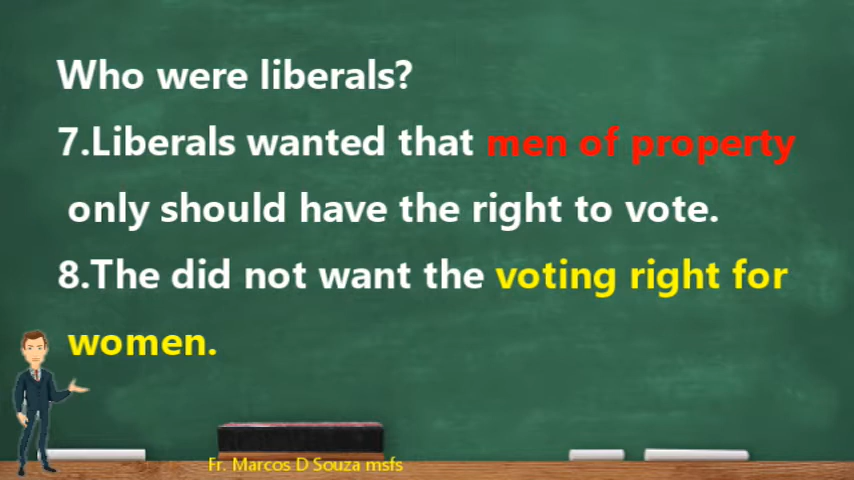 Who were liberals?
7.Liberals wanted that men of property
only should have the right to vote.
8.The did not want the voting right for
women.
Fr. Marcos D Souza msfs